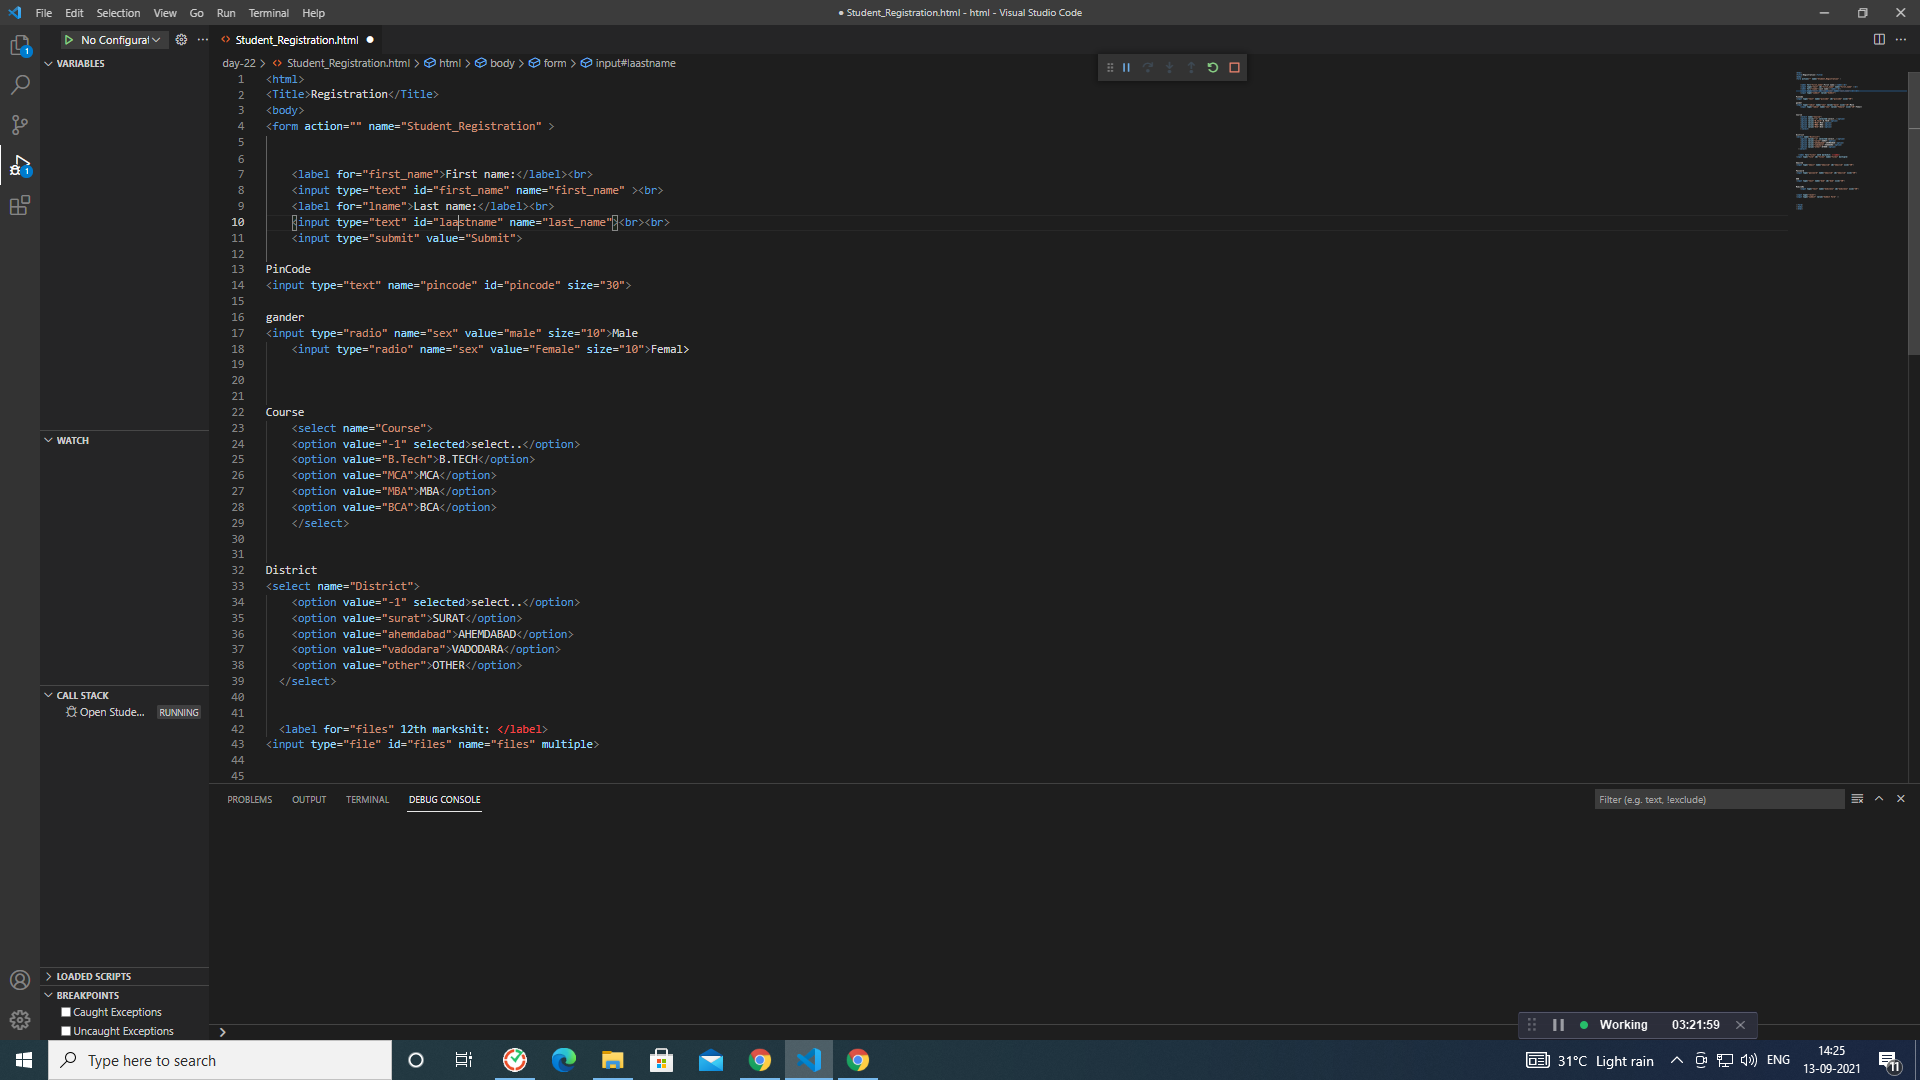 File Edit Selection View Go Run Terminal Help
● Student_Registration.html - html - Visual Studio Code
No Configurat
Student_Registration.html
VARIABLES
day-22 > Student_Registration.html > html > body > form > input#laastname
1 <html>
2 <Title>Registration</Title>
3 <body>
4 <form action="" name="Student_Registration" >
5
6
7 <label for="first_name">First name:</label><br>
8 <input type="text" id="first_name" name="first_name" ><br>
9 <label for="lname">Last name:</label><br>
10 <input type="text" id="laastname" name="last_name"><br><br>
11 <input type="submit" value="Submit">
12
13 PinCode
14 <input type="text" name="pincode" id="pincode" size="30">
15
16 gander
17 <input type="radio" name="sex" value="male" size="10">Male
18 <input type="radio" name="sex" value="Female" size="10">Femal>
19
20
21
22 Course
23 <select name="Course">
24 <option value="-1" selected>select..</option>
25 <option value="B.Tech">B.TECH</option>
26 <option value="MCA">MCA</option>
27 <option value="MBA">MBA</option>
28 <option value="BCA">BCA</option>
29 </select>
30
31
32 District
33 <select name="District">
34 <option value="-1" selected>select..</option>
35 <option value="surat">SURAT</option>
36 <option value="ahemdabad">AHEMDABAD</option>
37 <option value="vadodara">VADODARA</option>
38 <option value="other">OTHER</option>
39 </select>
40
41
42 <label for="files" 12th markshit: </label>
43 <input type="file" id="files" name="files" multiple>
44
45
WATCH
CALL STACK
Open Stude... RUNNING
LOADED SCRIPTS
BREAKPOINTS
Caught Exceptions
Uncaught Exceptions
PROBLEMS OUTPUT TERMINAL DEBUG CONSOLE
Filter (e.g. text, !exclude)
Working 03:21:59
Type here to search
31°C Light rain
ENG
14:25
13-09-2021
11